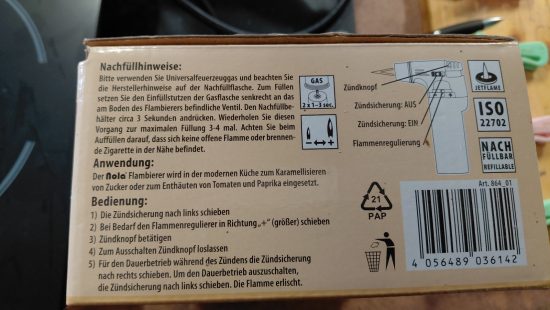 Nachfüllhinweise:
Bitte verwenden Sie Universalfeuerzeuggas und beachten Sie
die Herstellerhinweise auf der Nachfüllflasche. Zum Füllen
setzen Sie den Einfüllstutzen der Gasflasche senkrecht an das
am Boden des Flambierers befindliche Ventil. Den Nachfüllbe-
hälter circa 3 Sekunden andrücken. Wiederholen Sie diesen
Vorgang zur maximalen Füllung 3-4 mal. Achten Sie beim
Auffüllen darauf, dass sich keine offene Flamme oder brennen-
de Zigarette in der Nähe befindet.
Anwendung:
Der Nola Flambierer wird in der modernen Küche zum Karamellisieren
von Zucker oder zum Enthäuten von Tomaten und Paprika eingesetzt.
Bedienung:
1) Die Zündsicherung nach links schieben
2) Bei Bedarf den Flammenregulierer in Richtung „+“ (größer) schieben
3) Zündknopf betätigen
4) Zum Ausschalten Zündknopf loslassen
5) Für den Dauerbetrieb während des Zündens die Zündsicherung
nach rechts schieben. Um den Dauerbetrieb auszuschalten,
die Zündsicherung nach links schieben. Die Flamme erlischt.
GAS
2 x 1-3 sec.
- +
Zündknopf
Zündsicherung: AUS
Zündsicherung: EIN
Flammenregulierung
JETFLAME
ISO
22702
NACH
FÜLLBAR
REFILLABLE
21
PAP
Art. 864_01
4 056489 036142